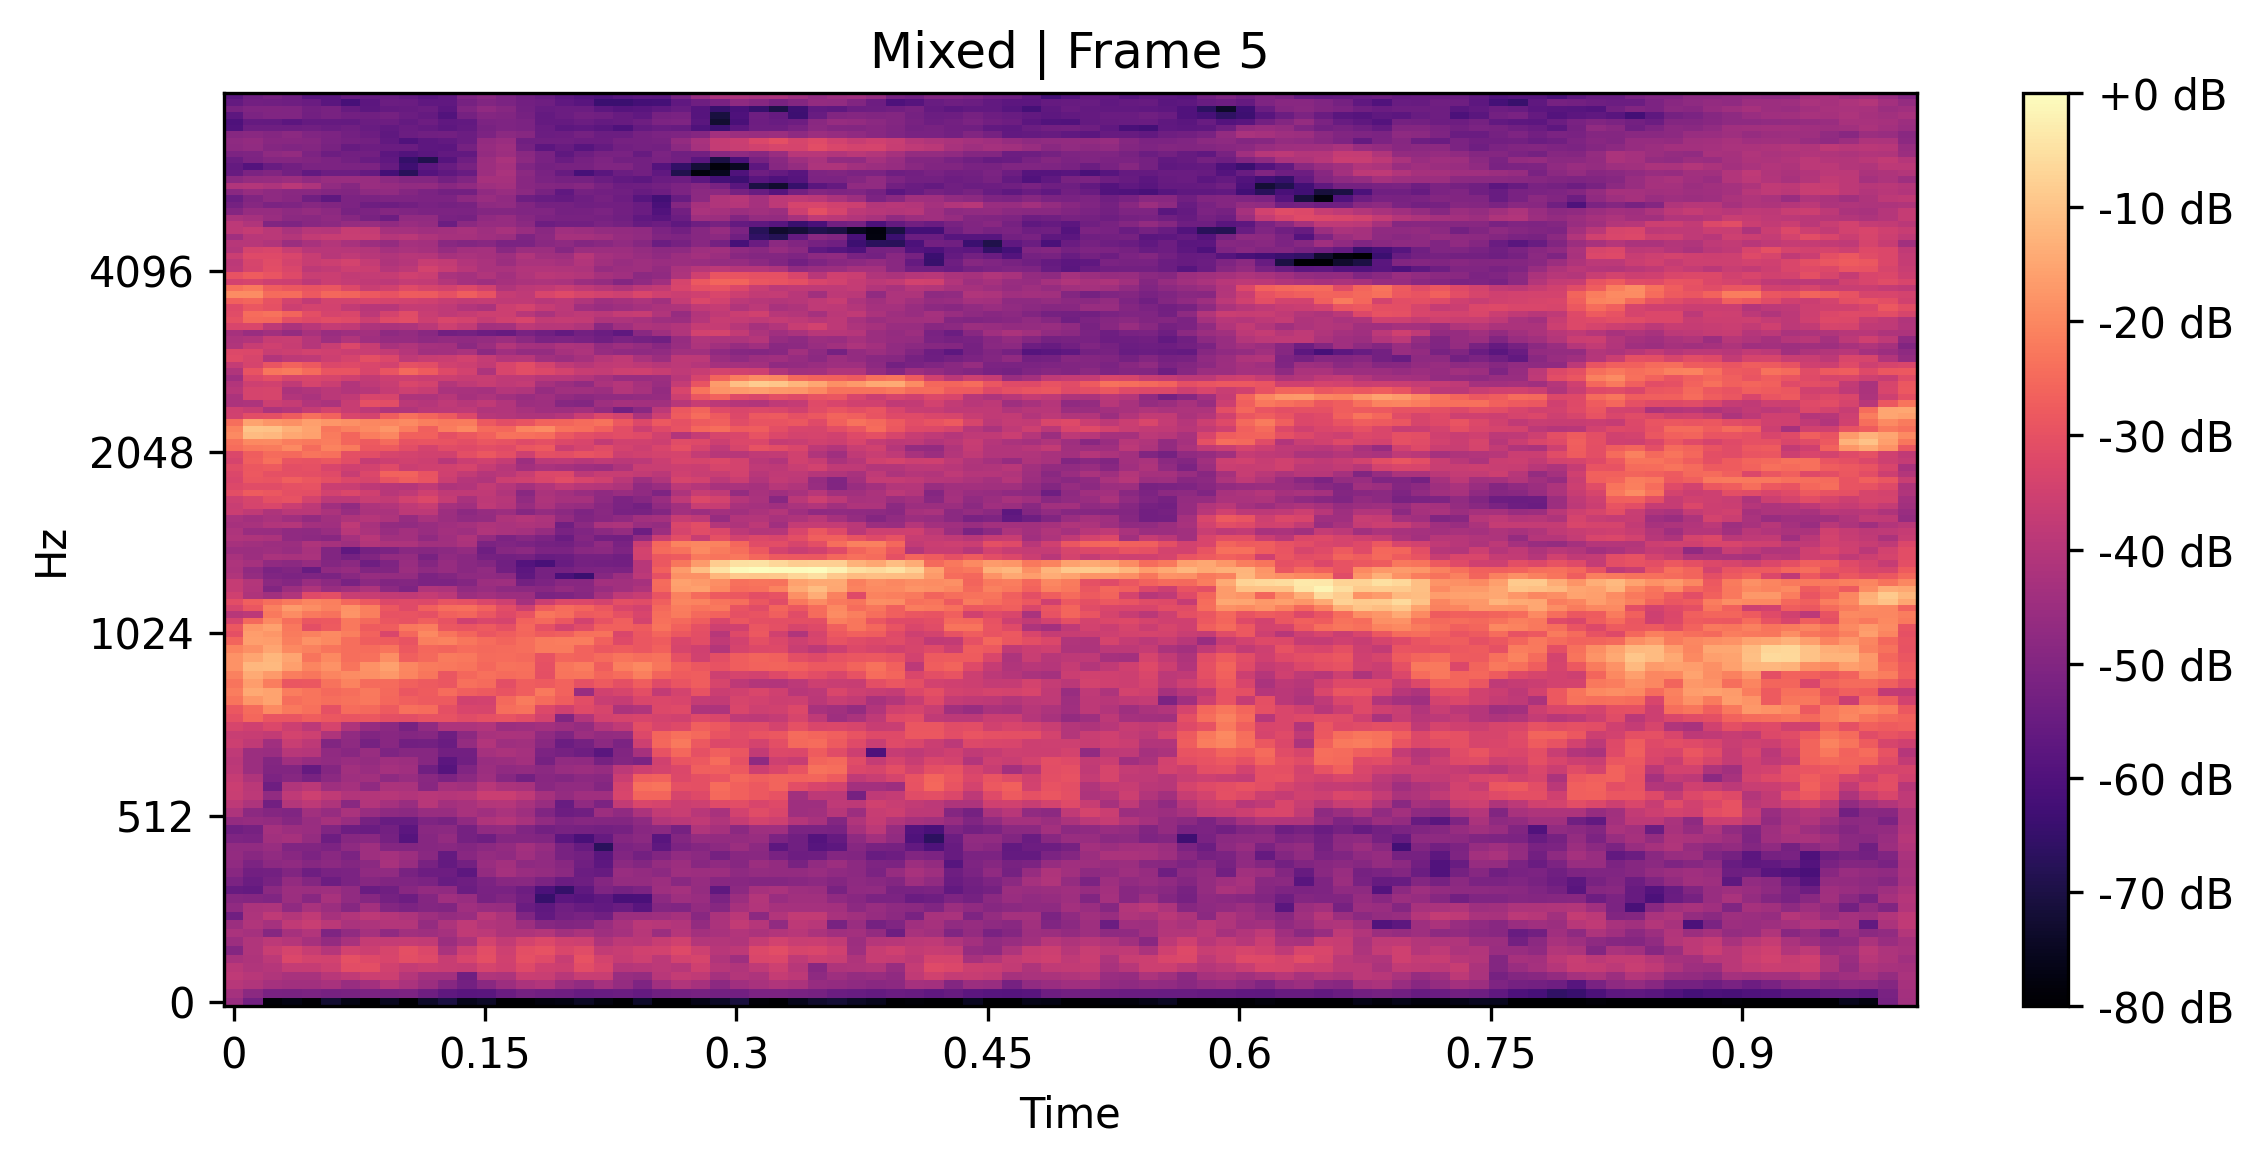 Mixed | Frame 5
+0 dB
-10 dB
-20 dB
-30 dB
-40 dB
-50 dB
-60 dB
-70 dB
-80 dB
4096
2048
1024
512
0
Hz
0 0.15 0.3 0.45 0.6 0.75 0.9
Time